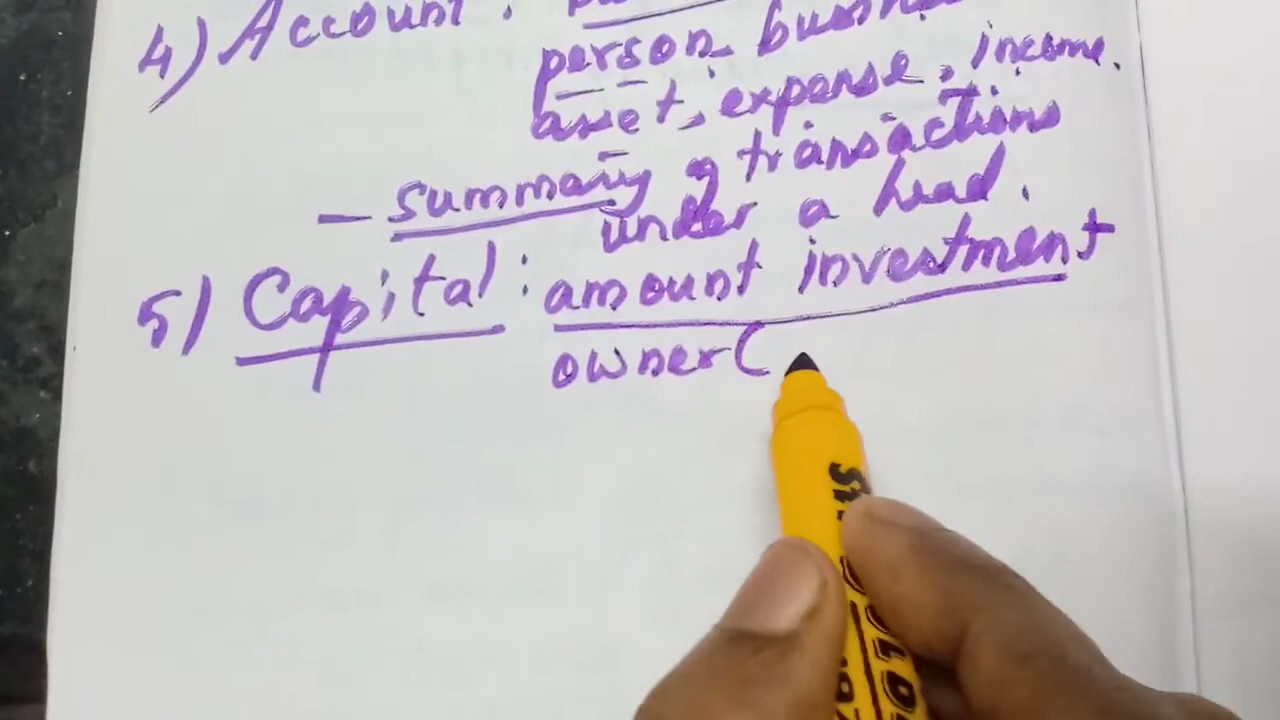 4) Account :
person business
asset, expense, income.
- summary of transactions
under a head.
5) Capital : amount investment
owner(